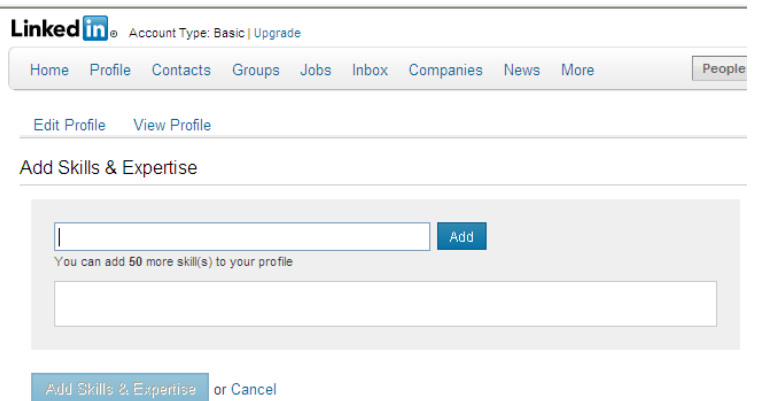 Linked in® Account Type: Basic | Upgrade
Home Profile Contacts Groups Jobs Inbox Companies News More People
Edit Profile View Profile
Add Skills & Expertise
Add
You can add 50 more skill(s) to your profile
Add Skills & Expertise or Cancel